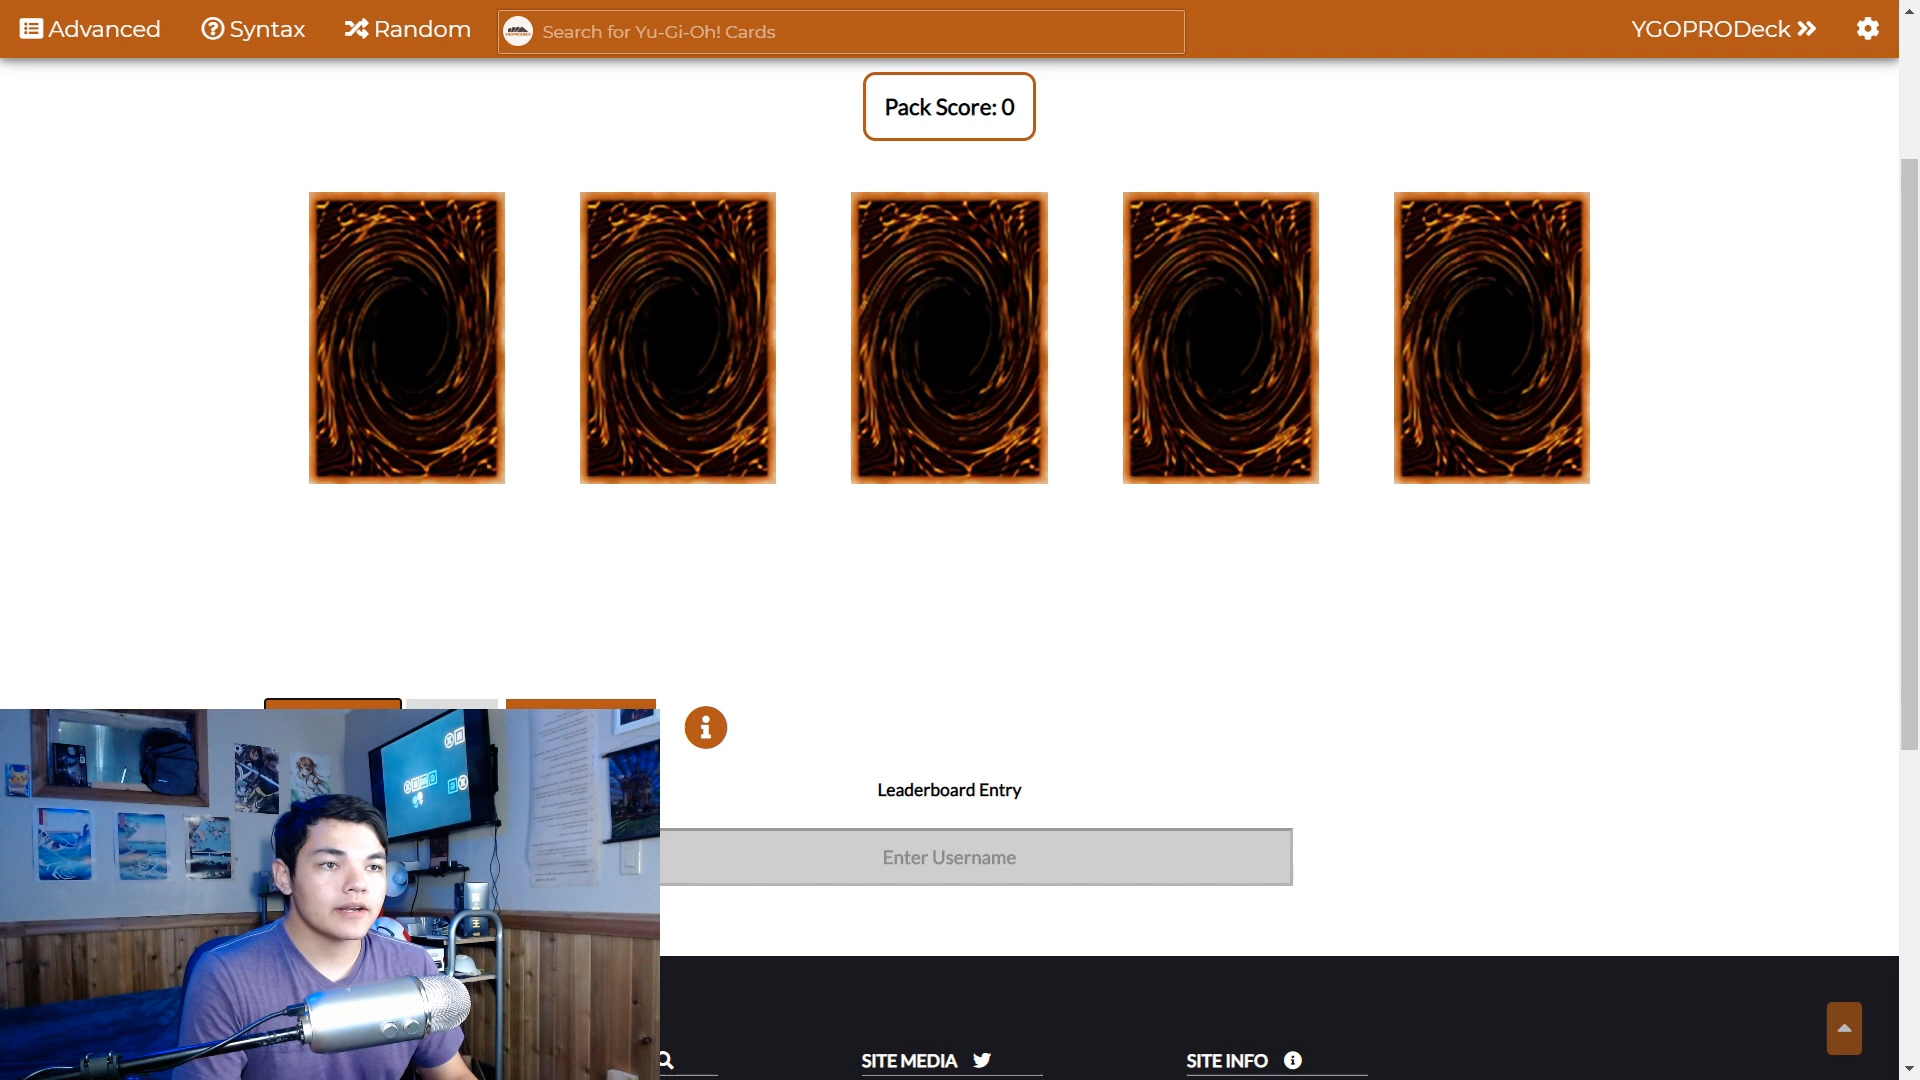 Advanced
Syntax
Random
Search for Yu-Gi-Oh! Cards
YGOPRODeck
Pack Score: 0
Leaderboard Entry
Enter Username
SITE MEDIA
SITE INFO